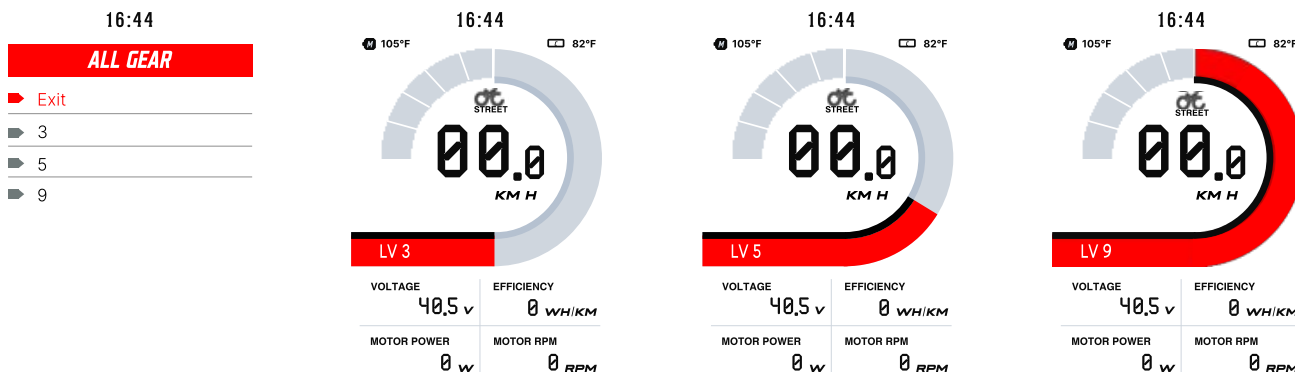 16:44
ALL GEAR
Exit
3
5
9
16:44
M 105°F
C 82°F
STREET
00.0
KM H
LV 3
VOLTAGE
40.5 V
EFFICIENCY
0 WH/KM
MOTOR POWER
0 W
MOTOR RPM
0 RPM
16:44
M 105°F
C 82°F
STREET
00.0
KM H
LV 5
VOLTAGE
40.5 V
EFFICIENCY
0 WH/KM
MOTOR POWER
0 W
MOTOR RPM
0 RPM
16:44
M 105°F
C 82°F
STREET
00.0
KM H
LV 9
VOLTAGE
40.5 V
EFFICIENCY
0 WH/KM
MOTOR POWER
0 W
MOTOR RPM
0 RPM